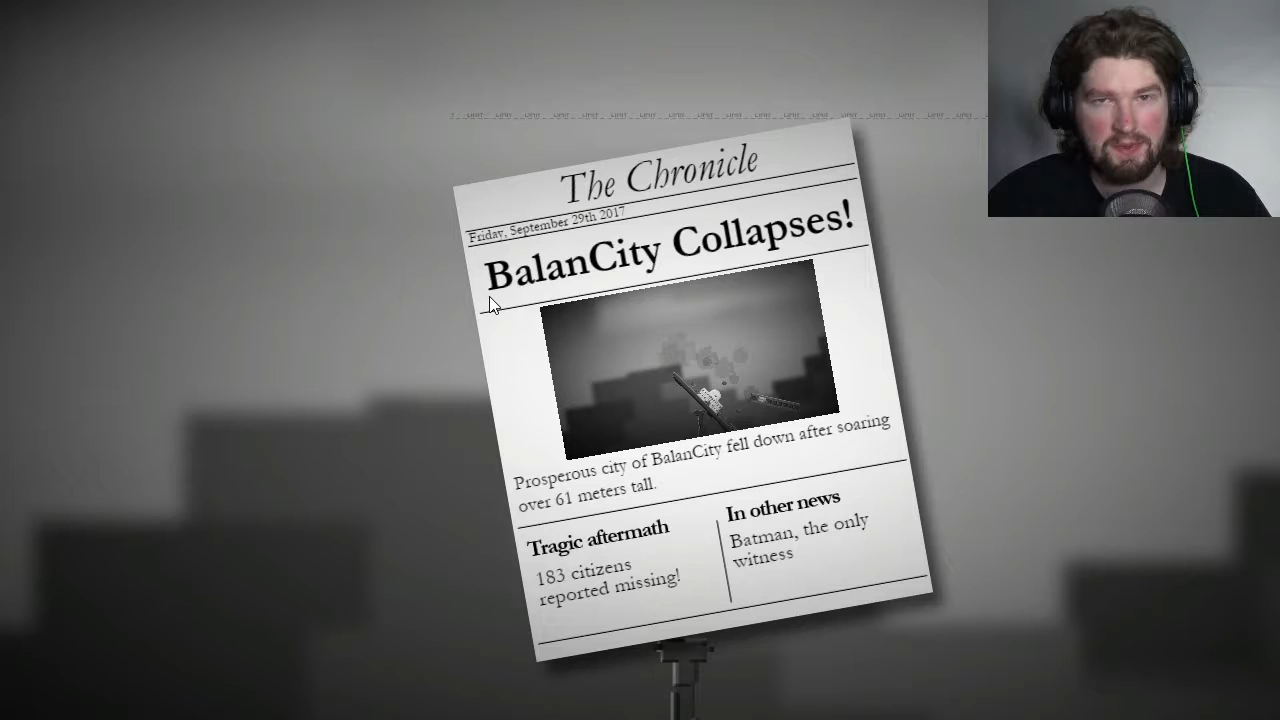 The Chronicle
Friday, September 29th 2017
BalanCity Collapses!
Prosperous city of BalanCity fell down after soaring
over 61 meters tall.
Tragic aftermath
183 citizens
reported missing!
In other news
Batman, the only
witness